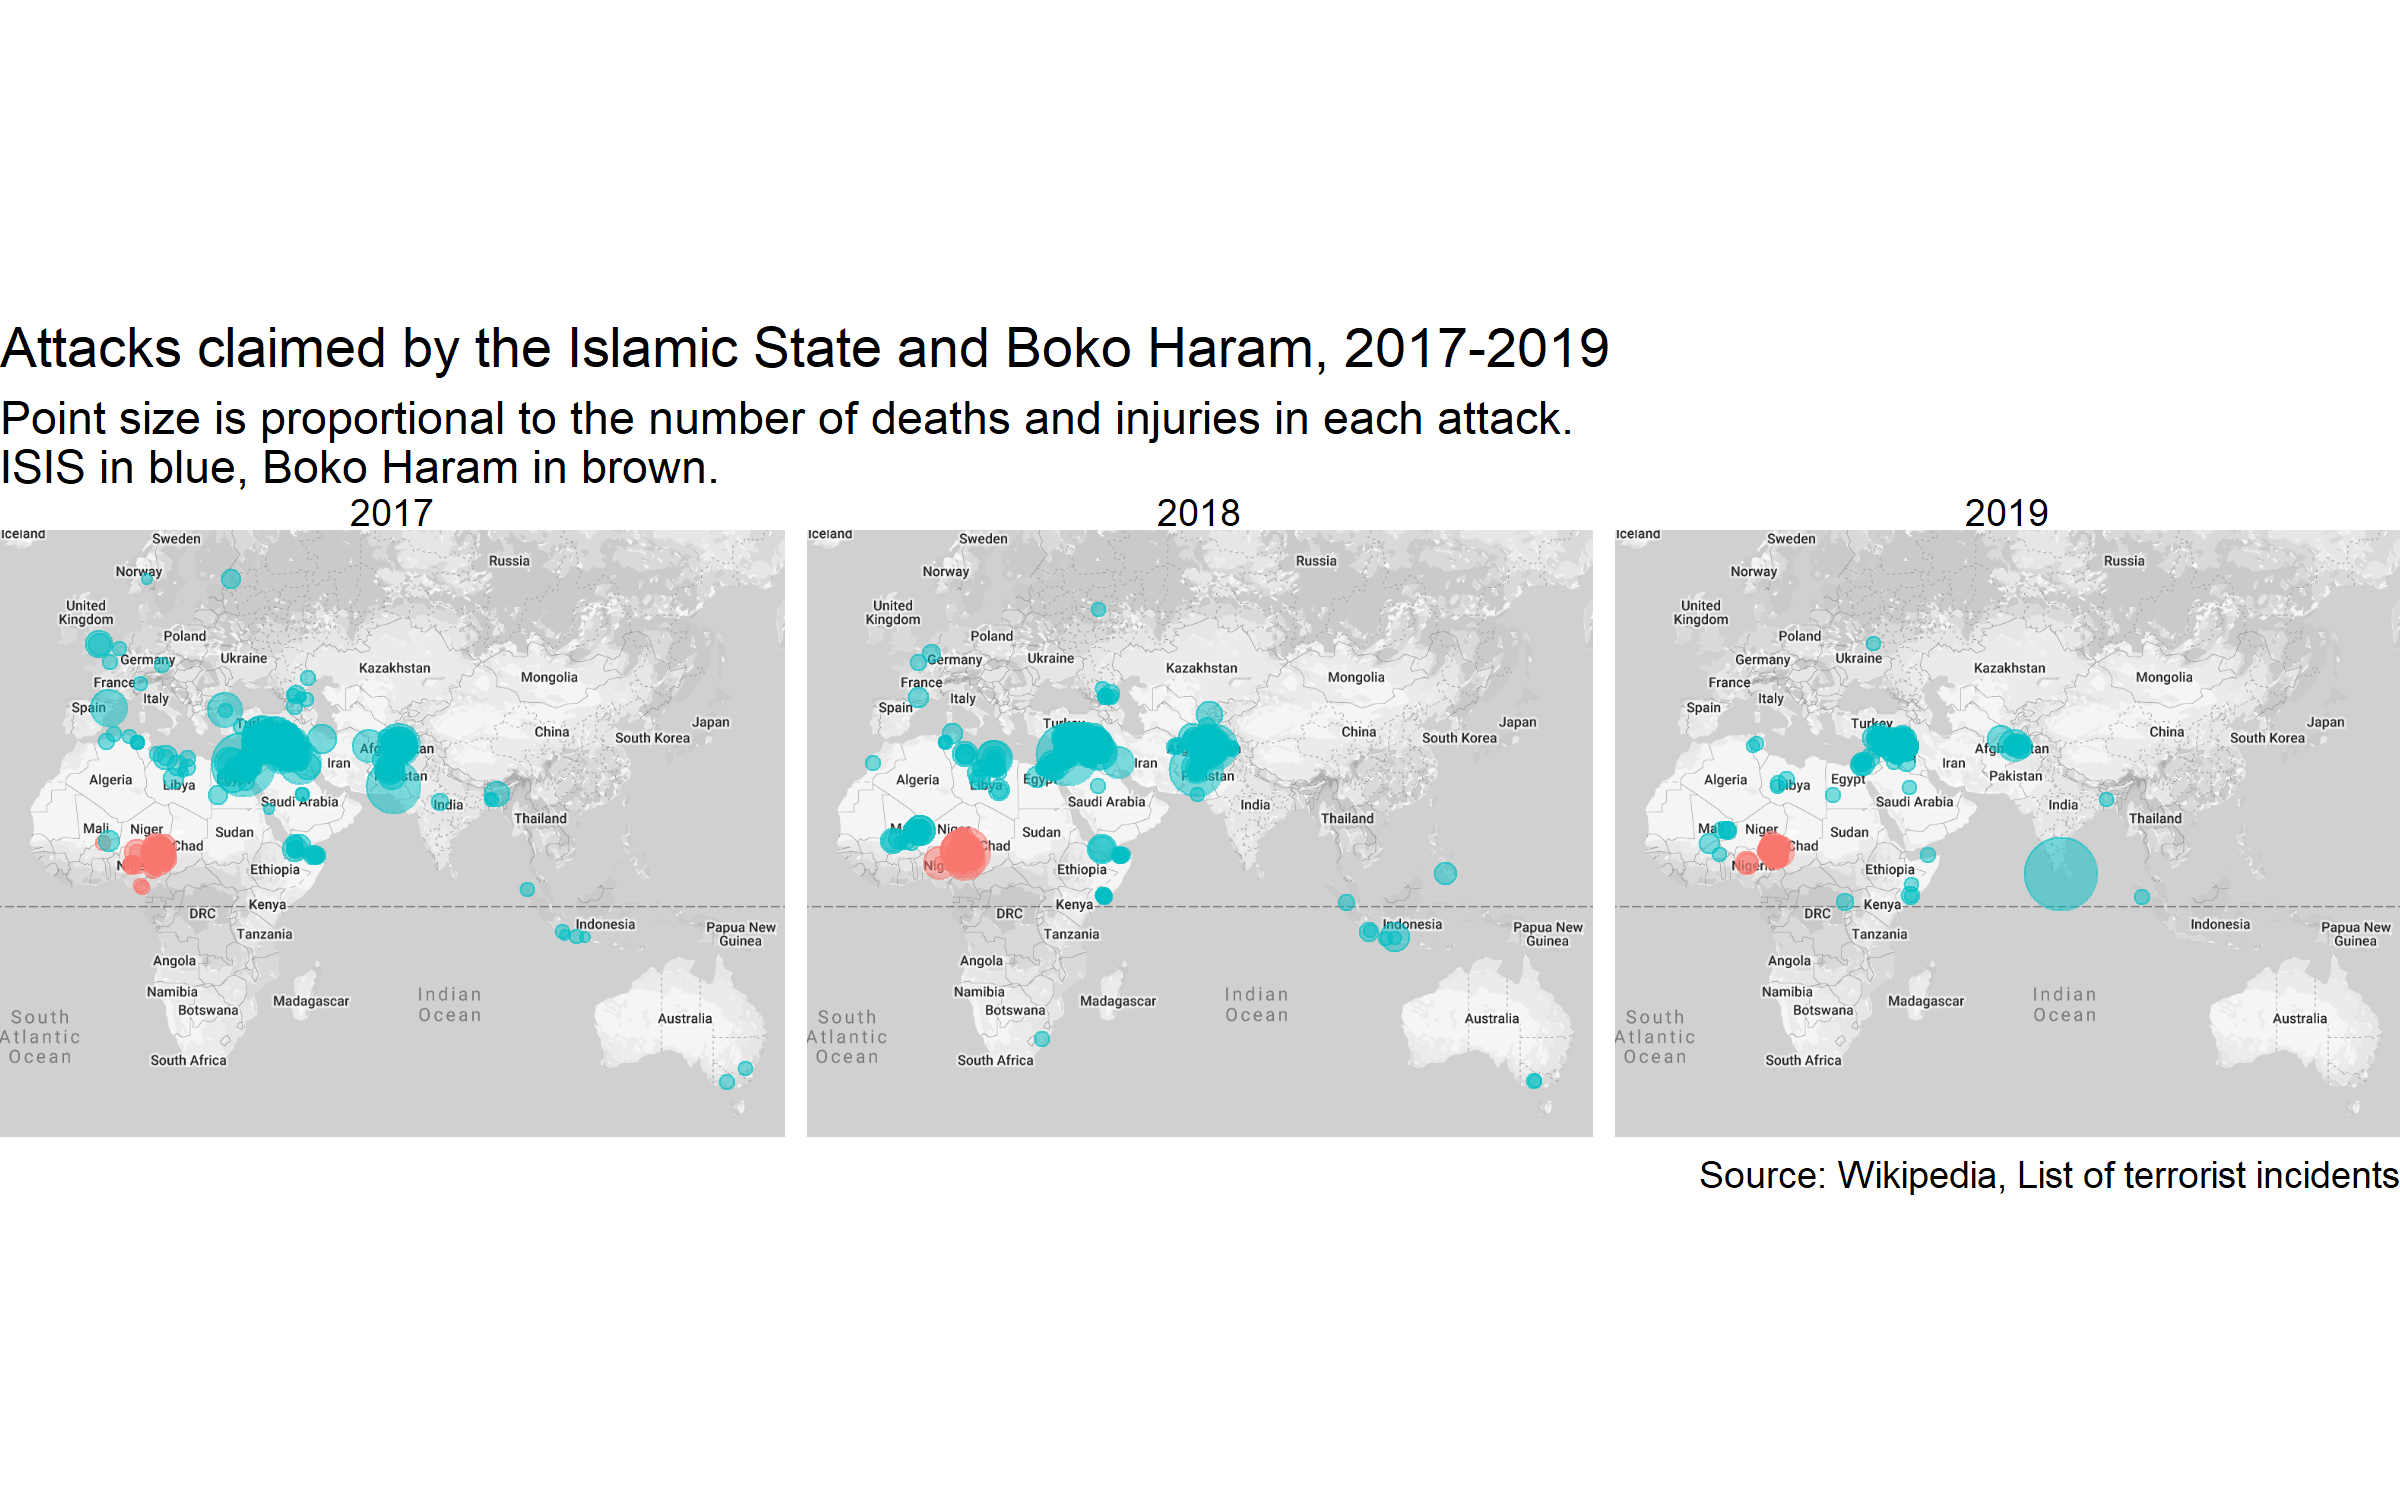 Attacks claimed by the Islamic State and Boko Haram, 2017-2019
Point size is proportional to the number of deaths and injuries in each attack.
ISIS in blue, Boko Haram in brown.
2017
Iceland
Sweden
Norway
Russia
United
Kingdom
Poland
Germany
Ukraine
Kazakhstan
Mongolia
France
Italy
Spain
Japan
China
South Korea
Iran
Algeria
Libya
Saudi Arabia
India
Thailand
Mali
Niger
Sudan
Chad
Ethiopia
Kenya
DRC
Indonesia
Tanzania
Papua New
Guinea
Angola
Namibia
Botswana
Madagascar
Indian
Ocean
South
Atlantic
Ocean
Australia
South Africa
2018
Iceland
Sweden
Norway
Russia
United
Kingdom
Poland
Germany
Ukraine
Kazakhstan
Mongolia
France
Italy
Spain
Turkey
Japan
China
South Korea
Iran
Algeria
Libya
Egypt
Saudi Arabia
India
Thailand
Sudan
Chad
Ethiopia
Kenya
DRC
Indonesia
Tanzania
Papua New
Guinea
Angola
Namibia
Botswana
Madagascar
Indian
Ocean
South
Atlantic
Ocean
Australia
South Africa
2019
Iceland
Sweden
Norway
Russia
United
Kingdom
Poland
Germany
Ukraine
Kazakhstan
Mongolia
France
Italy
Spain
Turkey
Japan
China
South Korea
Afghanistan
Iran
Pakistan
Algeria
Libya
Egypt
Saudi Arabia
India
Thailand
Mali
Niger
Sudan
Chad
Nigeria
Ethiopia
Kenya
DRC
Indonesia
Tanzania
Papua New
Guinea
Angola
Namibia
Botswana
Madagascar
Indian
Ocean
South
Atlantic
Ocean
Australia
South Africa
Source: Wikipedia, List of terrorist incidents